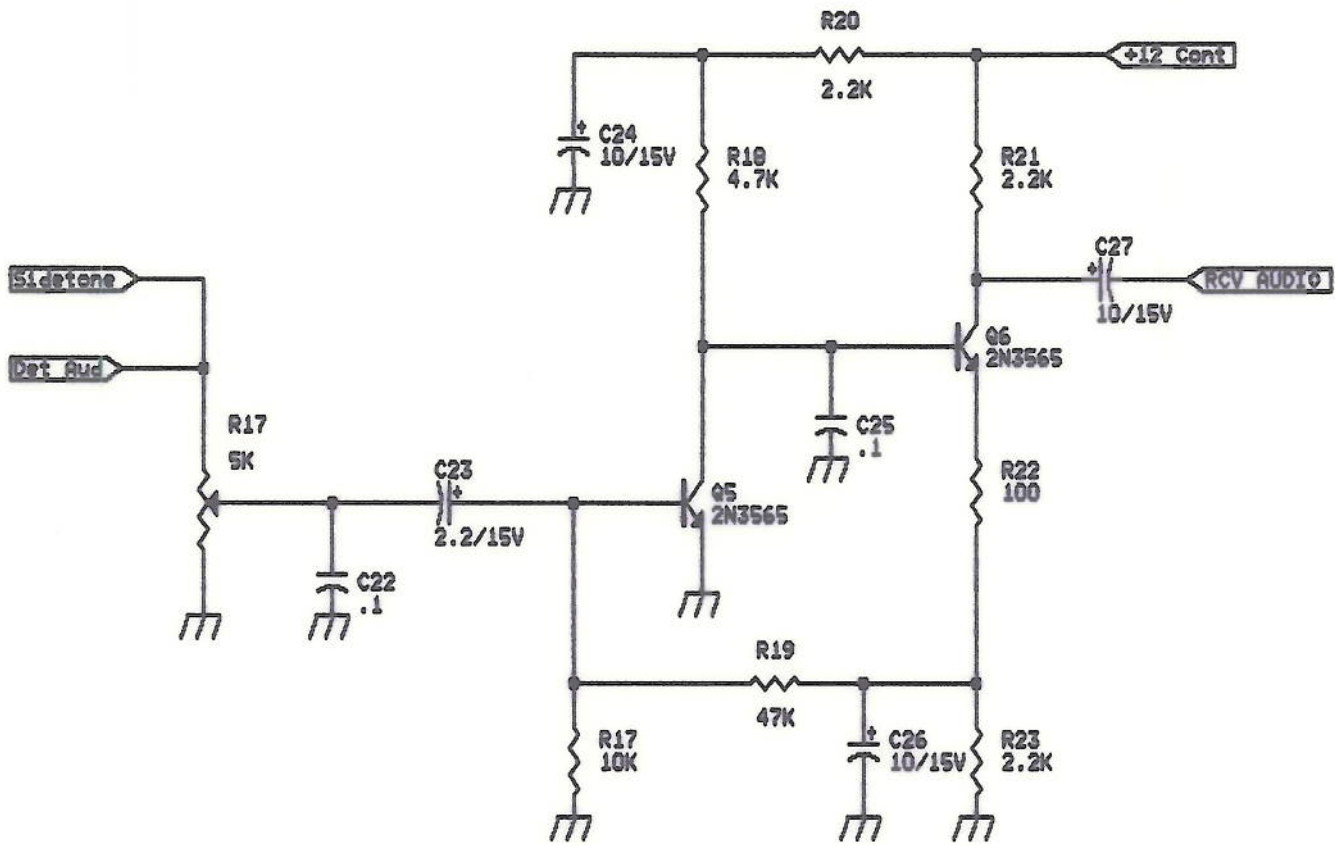 R20
+12 Cont
2.2K
C24
10/15V
R18
4.7K
R21
2.2K
C27
Sidetone
RCV AUDIO
10/15V
Q6
2N3565
Det Aud
R17
5K
C25
.1
C23
R22
100
Q5
2N3565
2.2/15V
C22
.1
R19
47K
R17
10K
C26
10/15V
R23
2.2K